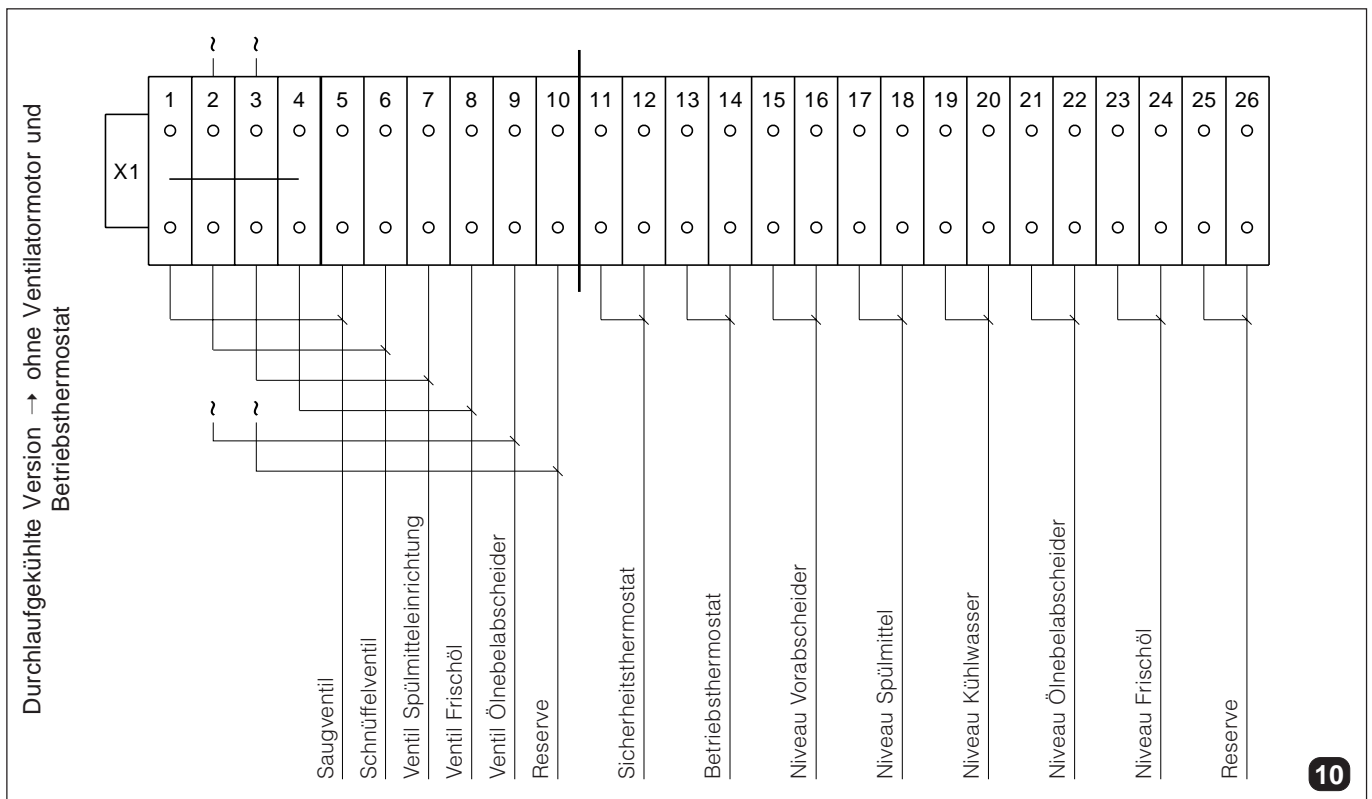 Durchlaufgekühlte Version → ohne Ventilatormotor und
Betriebsthermostat
~ ~
X1
1 2 3 4 5 6 7 8 9 10 11 12 13 14 15 16 17 18 19 20 21 22 23 24 25 26
~ ~
Saugventil
Schnüffelventil
Ventil Spülmitteleinrichtung
Ventil Frischöl
Ventil Ölnebelabscheider
Reserve
Sicherheitsthermostat
Betriebsthermostat
Niveau Vorabscheider
Niveau Spülmittel
Niveau Kühlwasser
Niveau Ölnebelabscheider
Niveau Frischöl
Reserve
10